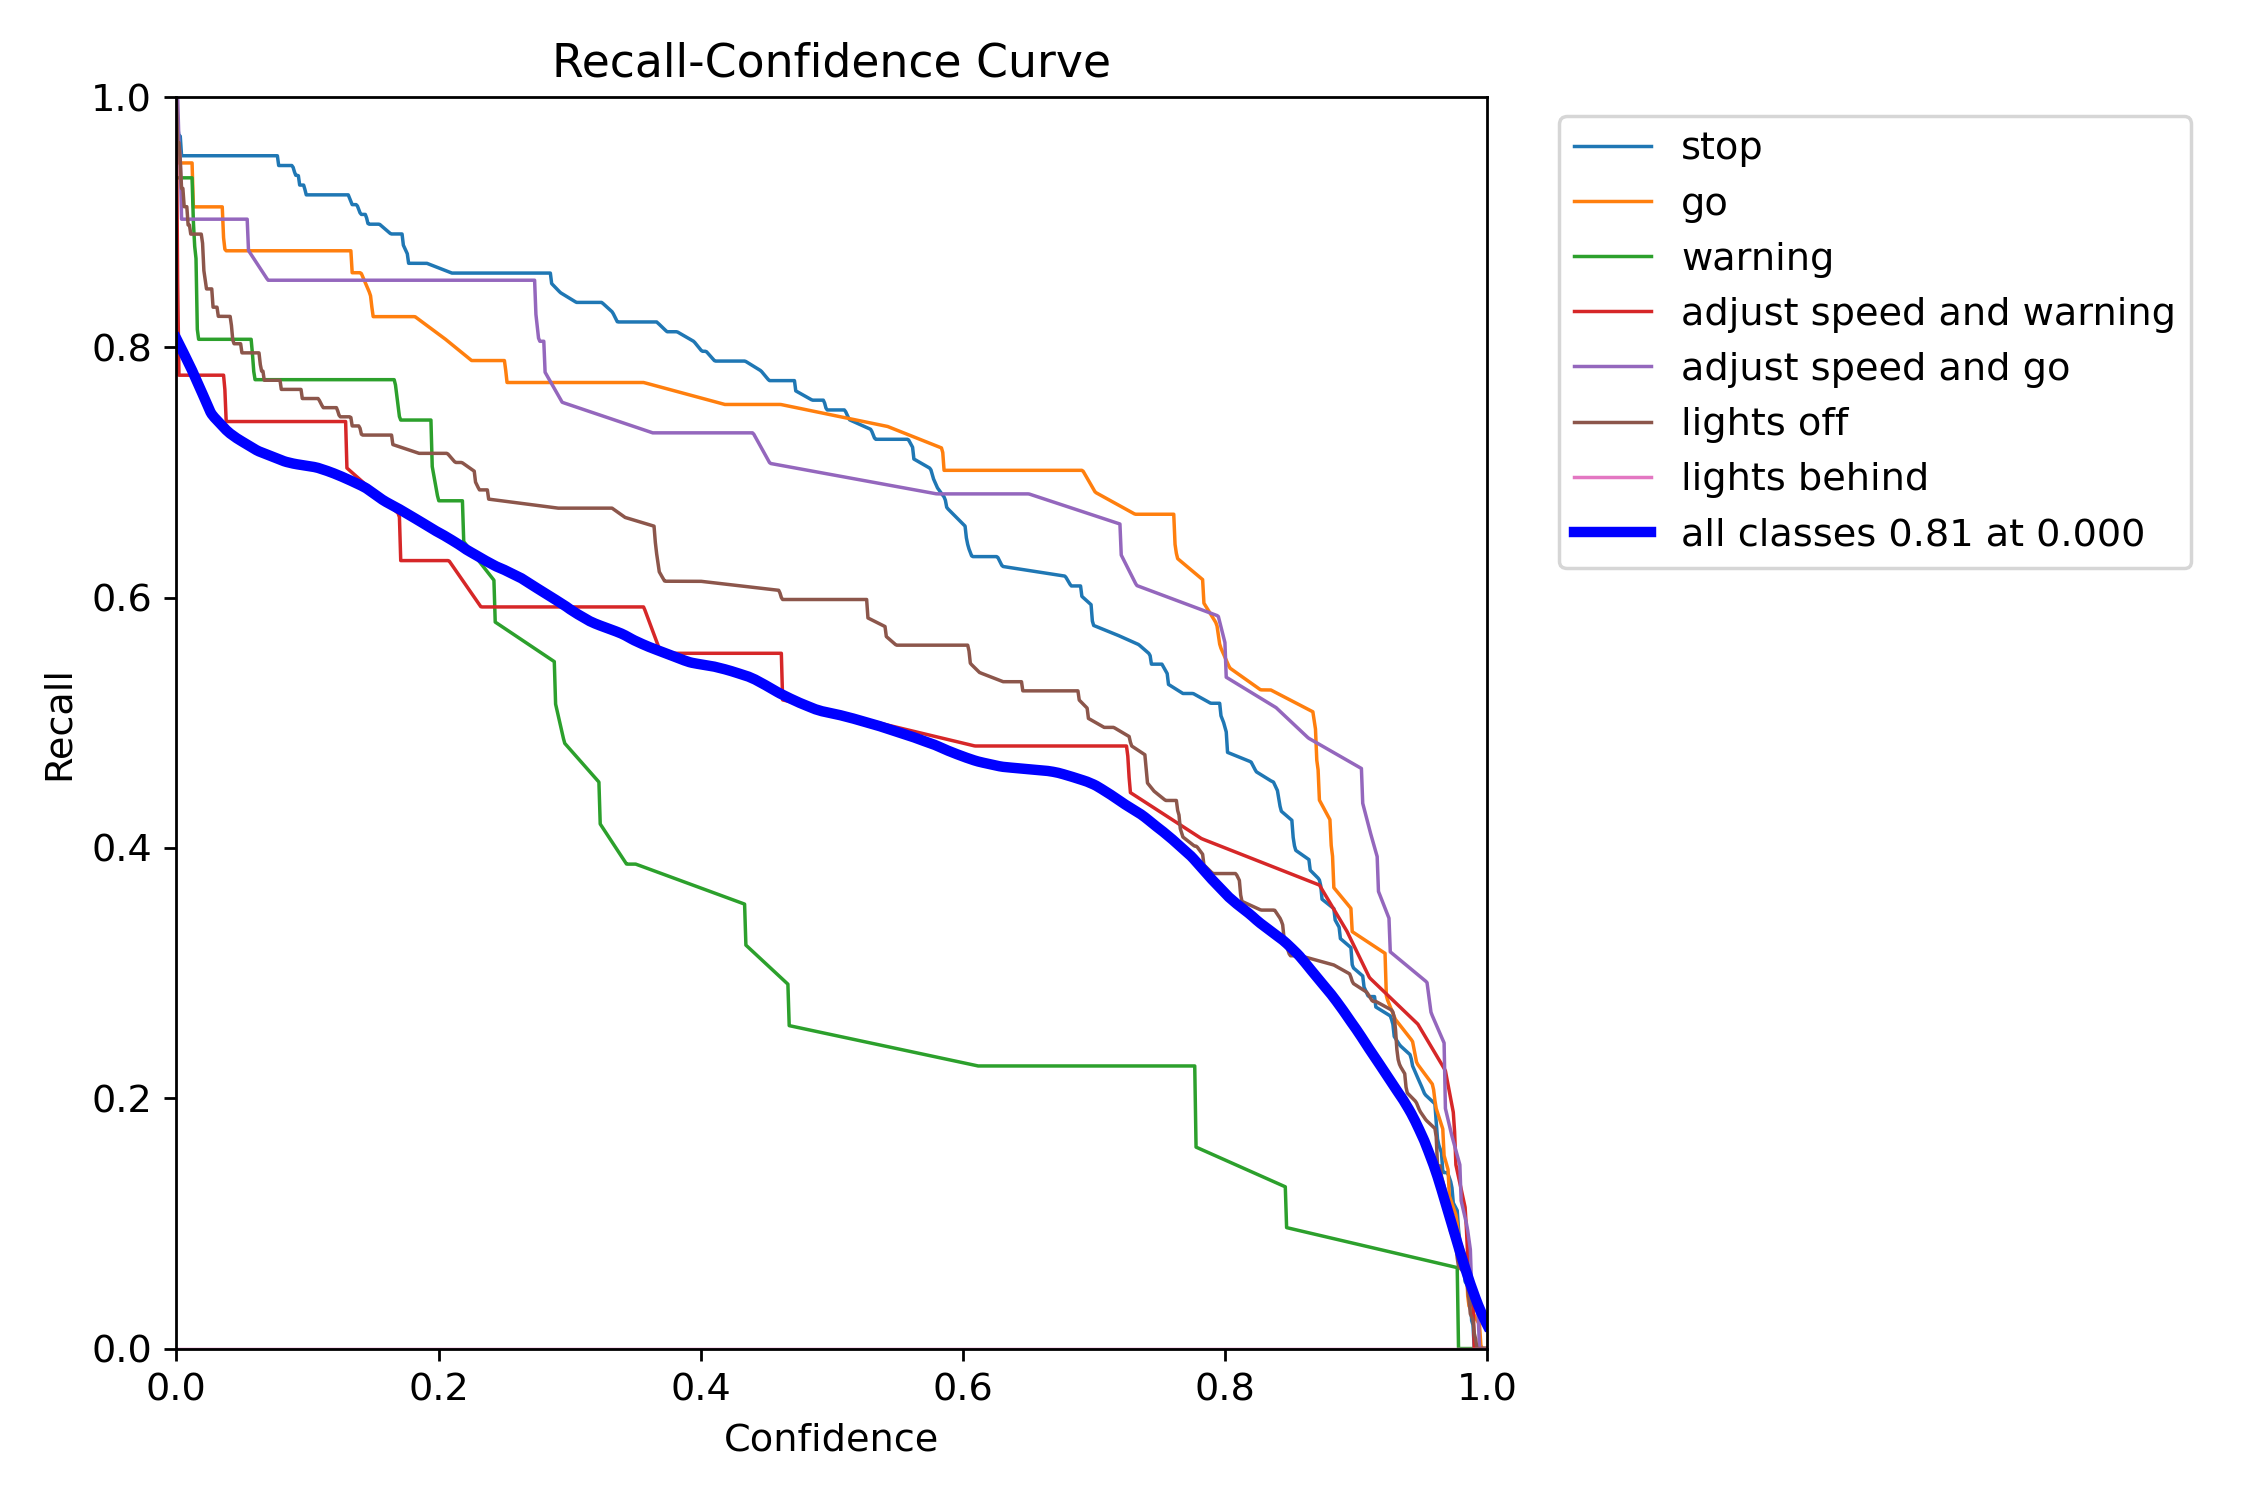 Recall-Confidence Curve
1.0
0.8
0.6
0.4
0.2
0.0
Recall
0.0 0.2 0.4 0.6 0.8 1.0
Confidence
stop
go
warning
adjust speed and warning
adjust speed and go
lights off
lights behind
all classes 0.81 at 0.000